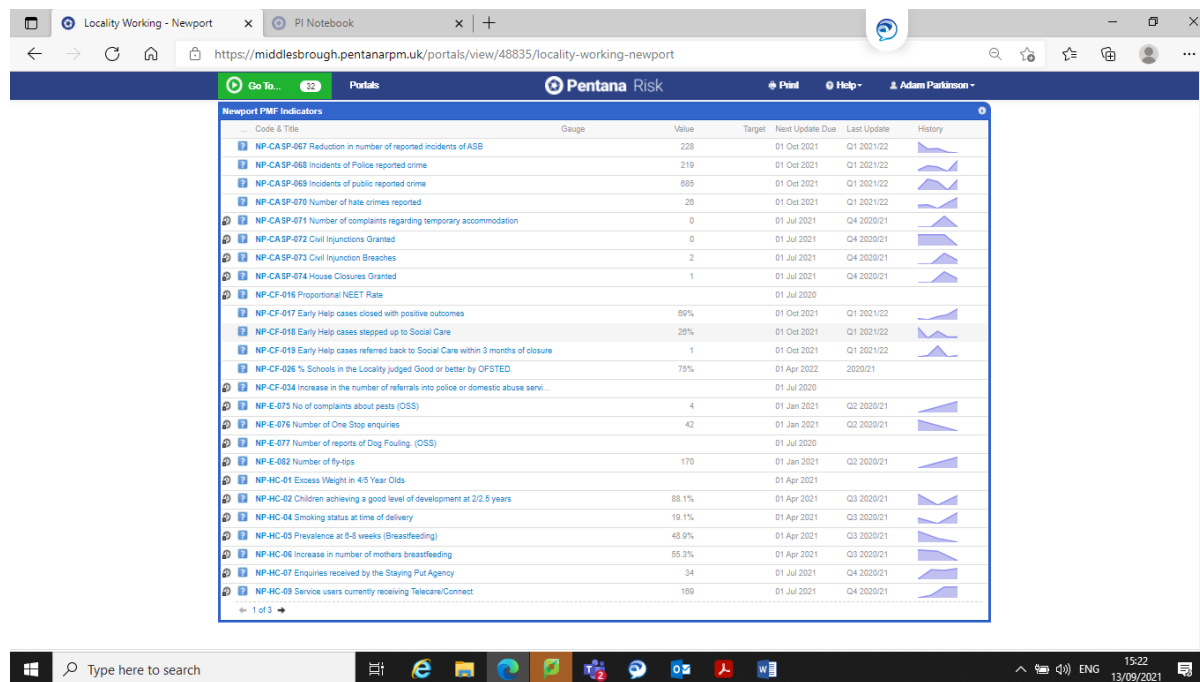 Locality Working - Newport
PI Notebook
https://middlesbrough.pentanarpm.uk/portals/view/48835/locality-working-newport
Go To... 32 Portals Pentana Risk Print Help Adam Parkinson
Newport PMF Indicators
... Code & Title Gauge Value Target Next Update Due Last Update History
NP-CASP-067 Reduction in number of reported incidents of ASB 228 01 Oct 2021 Q1 2021/22
NP-CASP-068 Incidents of Police reported crime 219 01 Oct 2021 Q1 2021/22
NP-CASP-069 Incidents of public reported crime 685 01 Oct 2021 Q1 2021/22
NP-CASP-070 Number of hate crimes reported 26 01 Oct 2021 Q1 2021/22
NP-CASP-071 Number of complaints regarding temporary accommodation 0 01 Jul 2021 Q4 2020/21
NP-CASP-072 Civil Injunctions Granted 0 01 Jul 2021 Q4 2020/21
NP-CASP-073 Civil Injunction Breaches 2 01 Jul 2021 Q4 2020/21
NP-CASP-074 House Closures Granted 1 01 Jul 2021 Q4 2020/21
NP-CF-016 Proportional NEET Rate 01 Jul 2020
NP-CF-017 Early Help cases closed with positive outcomes 69% 01 Oct 2021 Q1 2021/22
NP-CF-018 Early Help cases stepped up to Social Care 26% 01 Oct 2021 Q1 2021/22
NP-CF-019 Early Help cases referred back to Social Care within 3 months of closure 1 01 Oct 2021 Q1 2021/22
NP-CF-026 % Schools in the Locality judged Good or better by OFSTED 75% 01 Apr 2022 2020/21
NP-CF-034 Increase in the number of referrals into police or domestic abuse servi... 01 Jul 2020
NP-E-075 No of complaints about pests (OSS) 4 01 Jan 2021 Q2 2020/21
NP-E-076 Number of One Stop enquiries 42 01 Jan 2021 Q2 2020/21
NP-E-077 Number of reports of Dog Fouling. (OSS) 01 Jul 2020
NP-E-082 Number of fly-tips 170 01 Jan 2021 Q2 2020/21
NP-HC-01 Excess Weight in 4/5 Year Olds 01 Apr 2021
NP-HC-02 Children achieving a good level of development at 2/2.5 years 88.1% 01 Apr 2021 Q3 2020/21
NP-HC-04 Smoking status at time of delivery 19.1% 01 Apr 2021 Q3 2020/21
NP-HC-05 Prevalence at 6-8 weeks (Breastfeeding) 48.9% 01 Apr 2021 Q3 2020/21
NP-HC-06 Increase in number of mothers breastfeeding 55.3% 01 Apr 2021 Q3 2020/21
NP-HC-07 Enquiries received by the Staying Put Agency 34 01 Jul 2021 Q4 2020/21
NP-HC-09 Service users currently receiving Telecare/Connect 169 01 Jul 2021 Q4 2020/21
1 of 3
Type here to search
ENG
15:22
13/09/2021